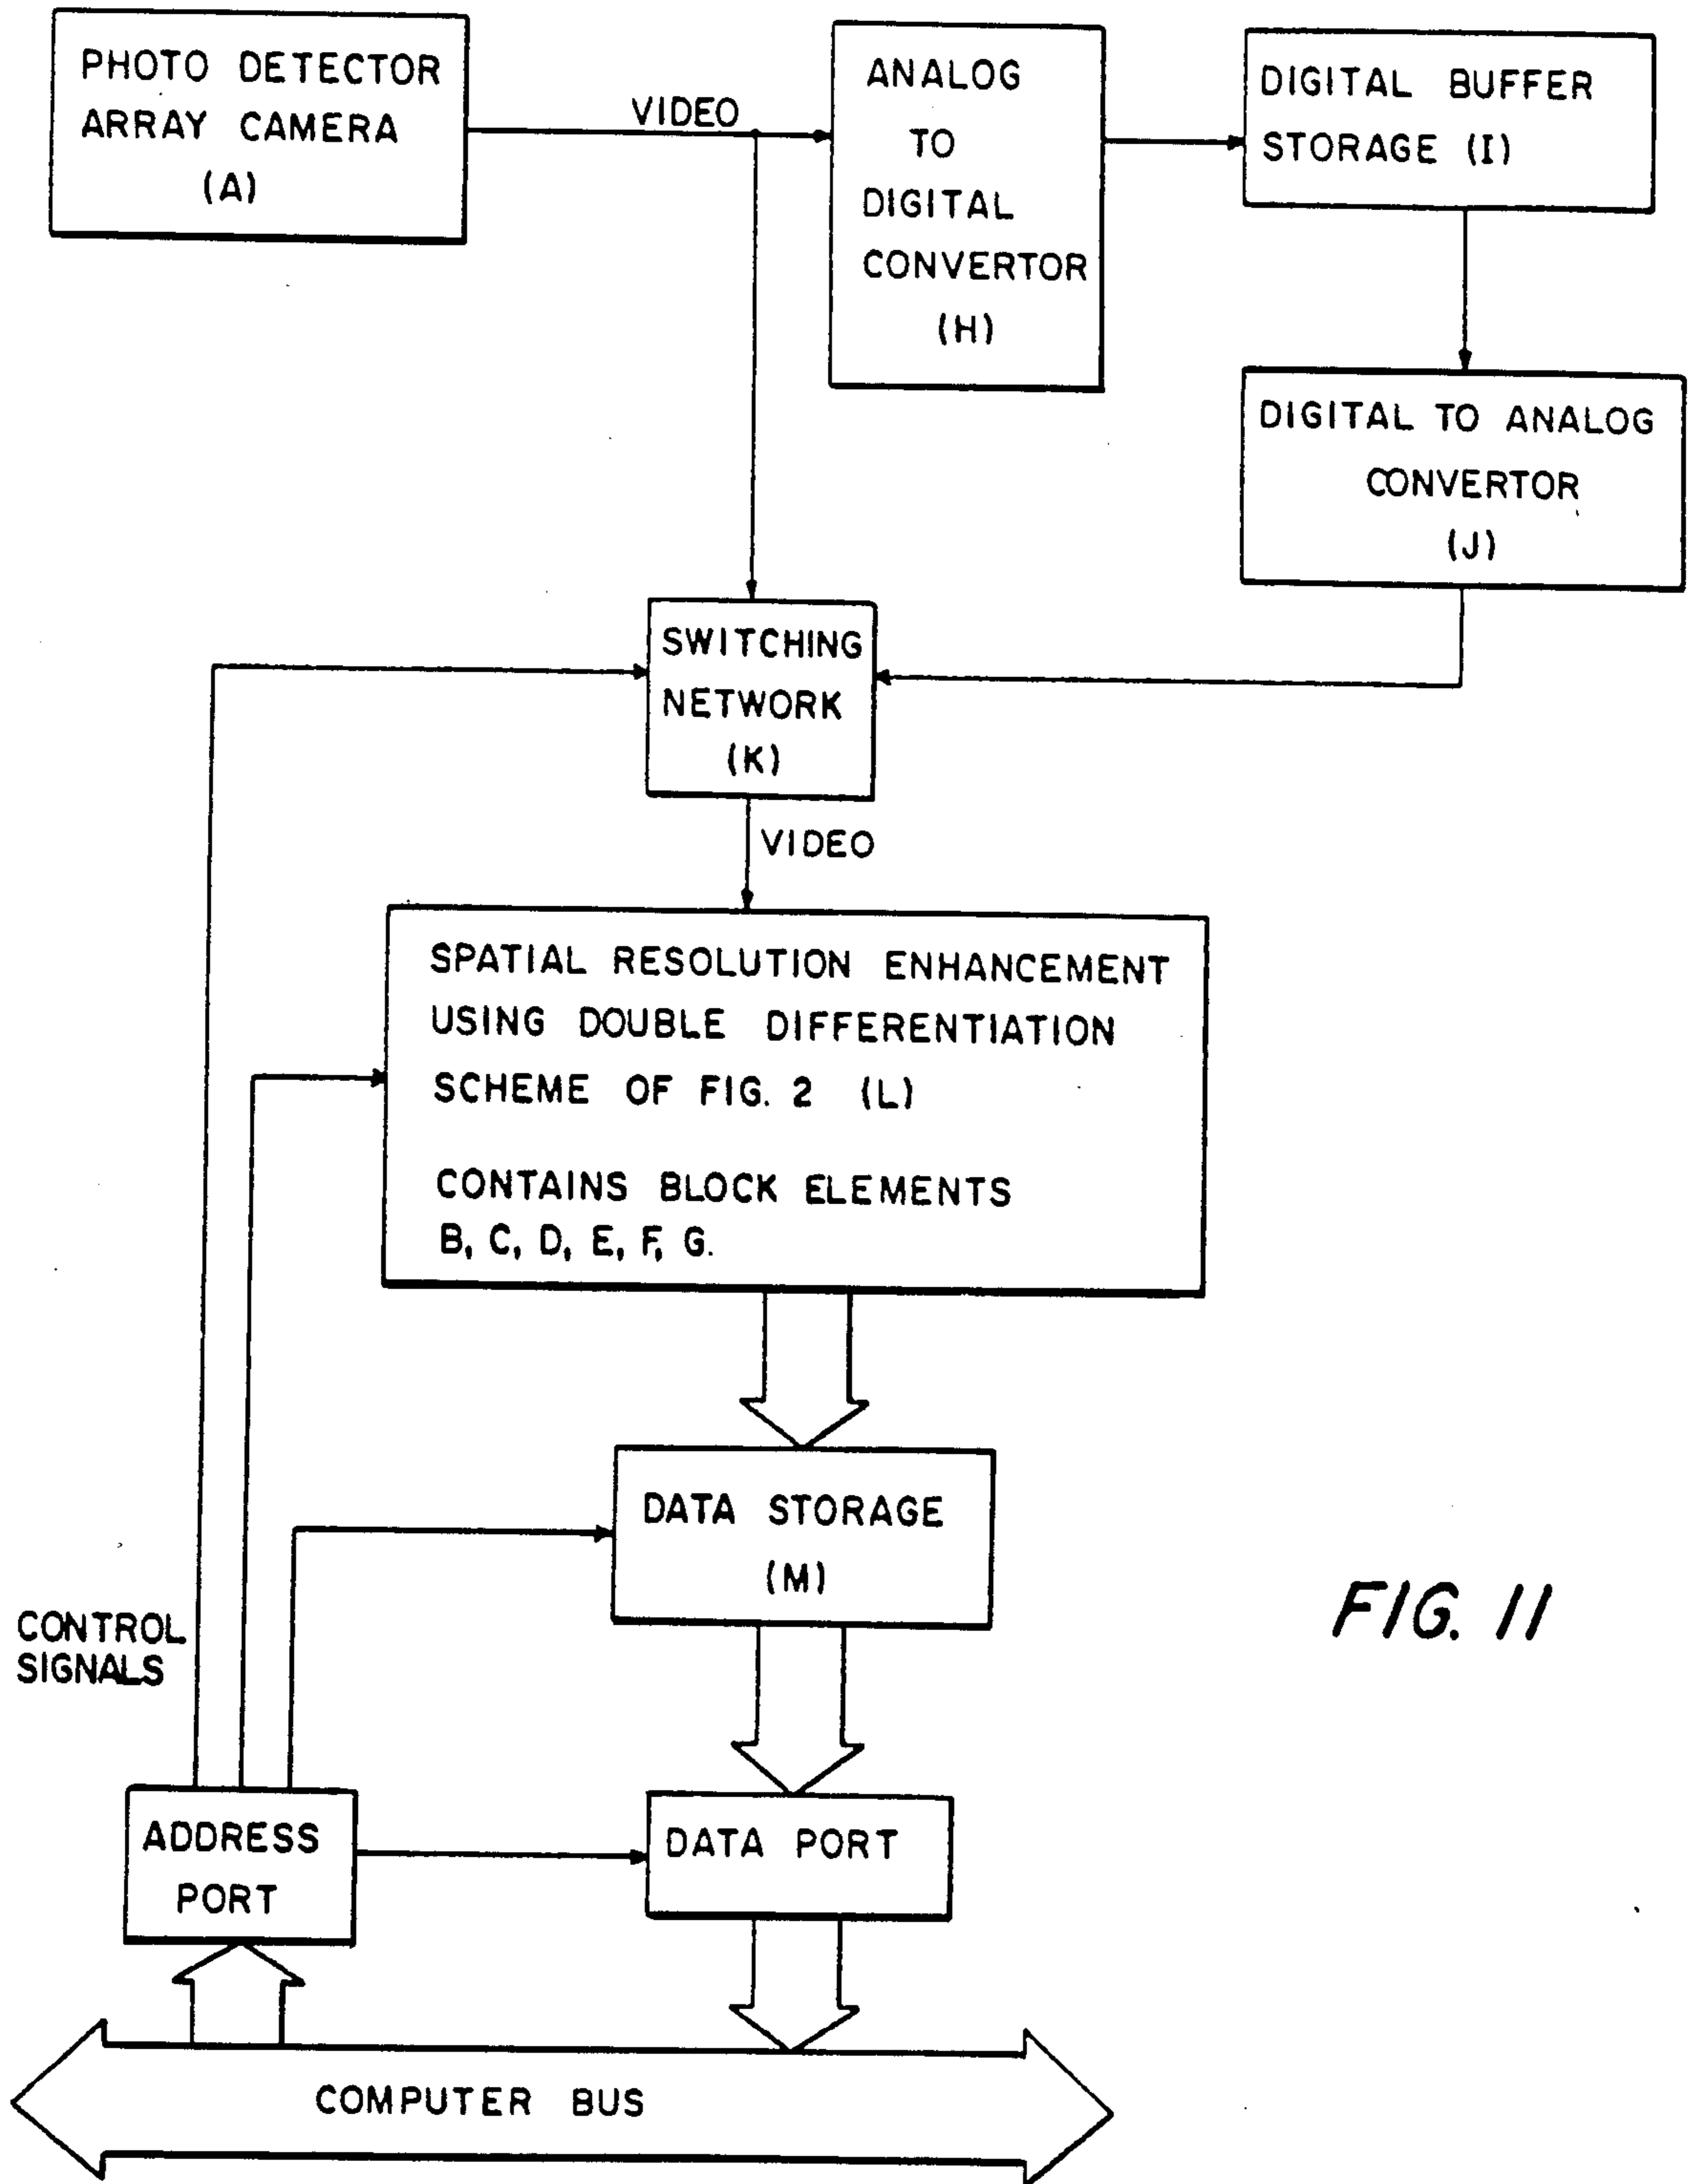 PHOTO DETECTOR
ARRAY CAMERA
(A)
VIDEO
ANALOG
TO
DIGITAL
CONVERTOR
(H)
DIGITAL BUFFER
STORAGE (I)
DIGITAL TO ANALOG
CONVERTOR
(J)
SWITCHING
NETWORK
(K)
VIDEO
SPATIAL RESOLUTION ENHANCEMENT
USING DOUBLE DIFFERENTIATION
SCHEME OF FIG. 2 (L)
CONTAINS BLOCK ELEMENTS
B, C, D, E, F, G.
DATA STORAGE
(M)
CONTROL
SIGNALS
ADDRESS
PORT
DATA PORT
COMPUTER BUS
FIG. 11